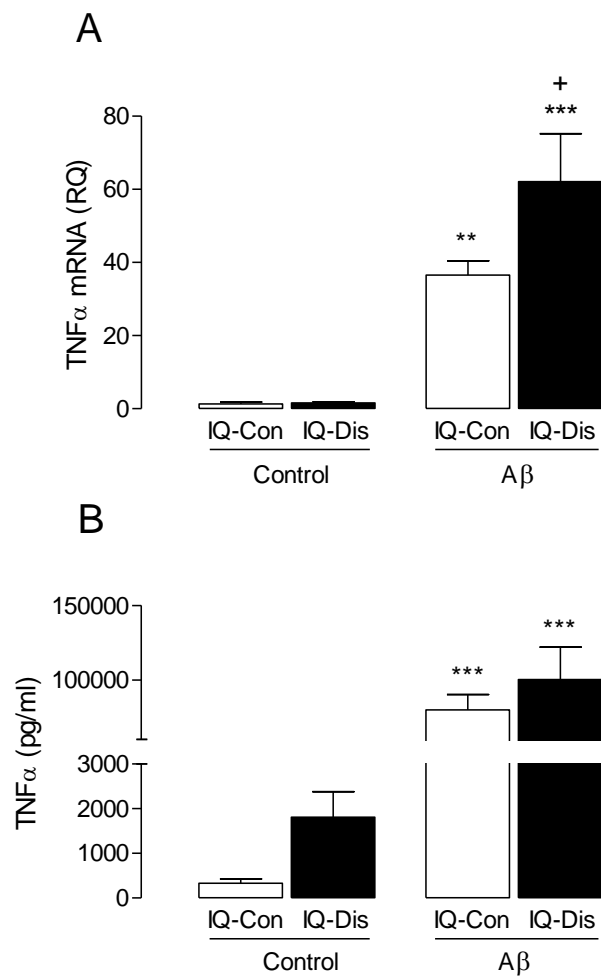 A
TNFα mRNA (RQ)
80
60
40
20
0
+
***
**
IQ-Con IQ-Dis IQ-Con IQ-Dis
Control Aβ
B
TNFα (pg/ml)
150000
100000
3000
2000
1000
0
***
***
IQ-Con IQ-Dis IQ-Con IQ-Dis
Control Aβ